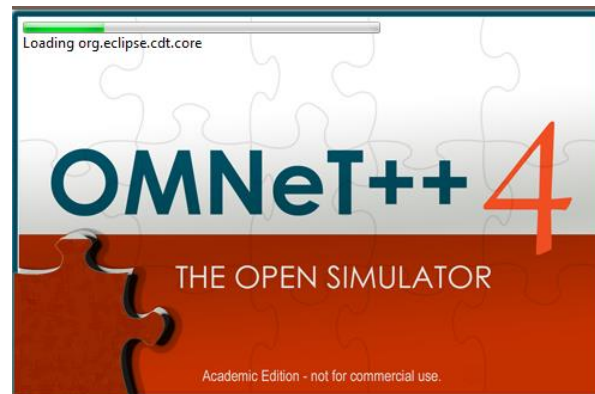 Loading org.eclipse.cdt.core
OMNeT++ 4
THE OPEN SIMULATOR
Academic Edition - not for commercial use.